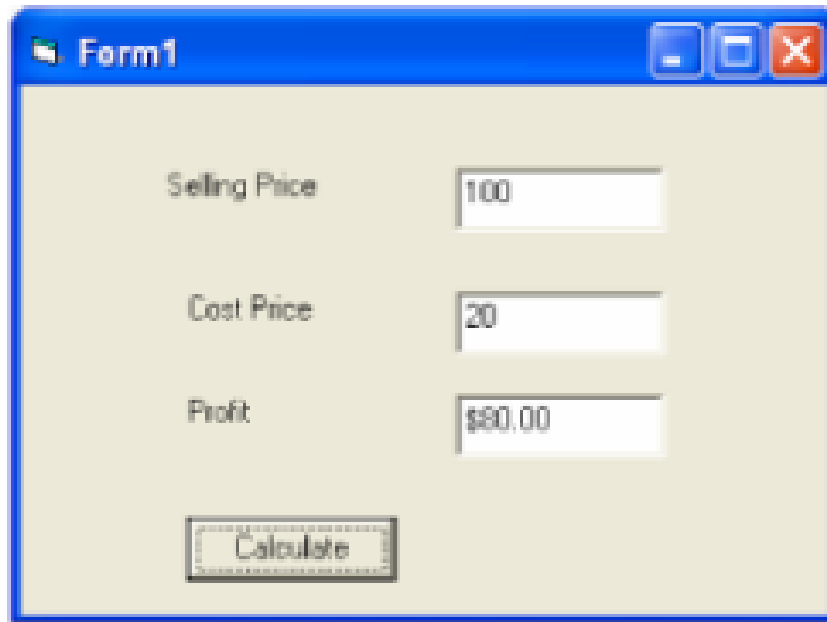 Form1
Selling Price 100
Cost Price 20
Profit $80.00
Calculate